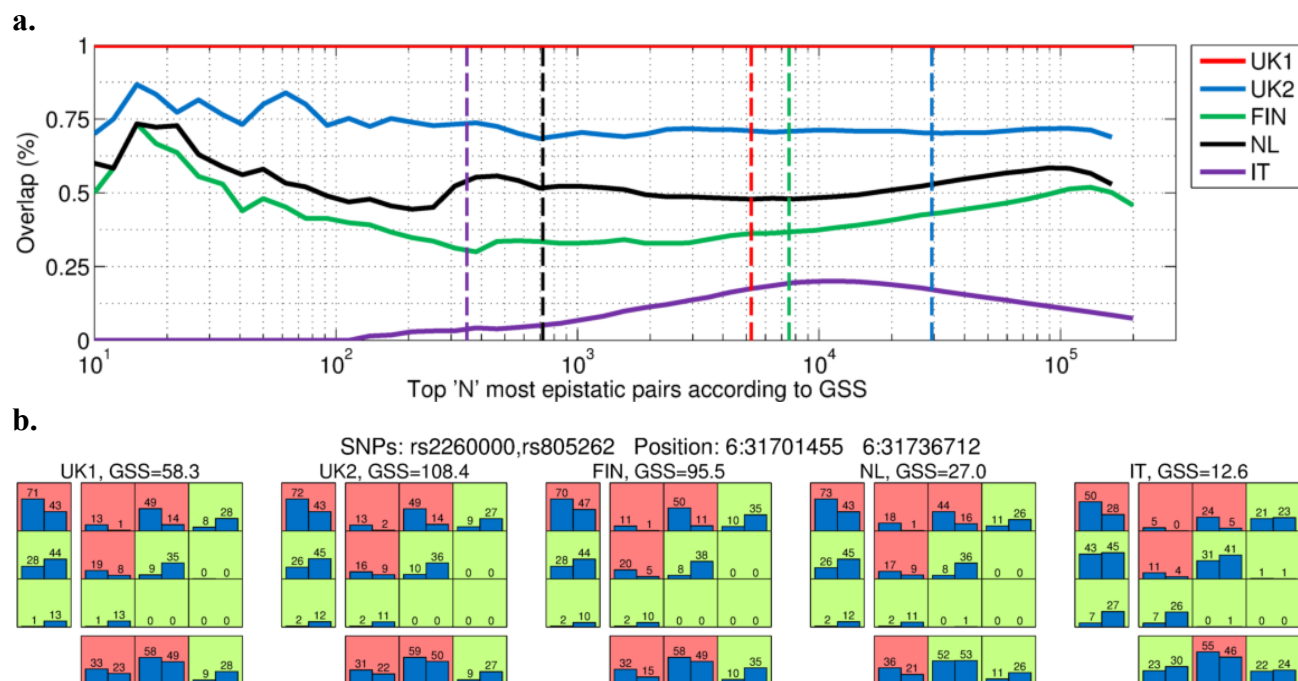 a.
1
0.75
0.5
0.25
0
Overlap (%)
10^1 10^2 10^3 10^4 10^5
Top 'N' most epistatic pairs according to GSS
UK1
UK2
FIN
NL
IT
b.
SNPs: rs2260000,rs805262 Position: 6:31701455 6:31736712
UK1, GSS=58.3 UK2, GSS=108.4 FIN, GSS=95.5 NL, GSS=27.0 IT, GSS=12.6
71 43 13 1 49 14 8 28 72 43 13 2 49 14 9 27 70 47 11 1 50 11 10 35 73 43 18 1 44 16 11 26 50 28 5 0 24 5 21 23
28 44 19 8 9 35 0 0 26 45 16 9 10 36 0 0 28 44 20 5 8 38 0 0 26 45 17 9 8 36 0 0 43 45 11 4 31 41 1 1
1 13 1 13 0 0 0 0 2 12 2 11 0 0 0 0 2 10 2 10 0 0 0 0 2 12 2 11 0 1 0 0 7 27 7 26 0 1 0 0
33 23 58 49 9 28 31 22 59 50 9 27 32 15 58 49 10 35 36 21 52 53 11 26 23 30 55 46 22 24